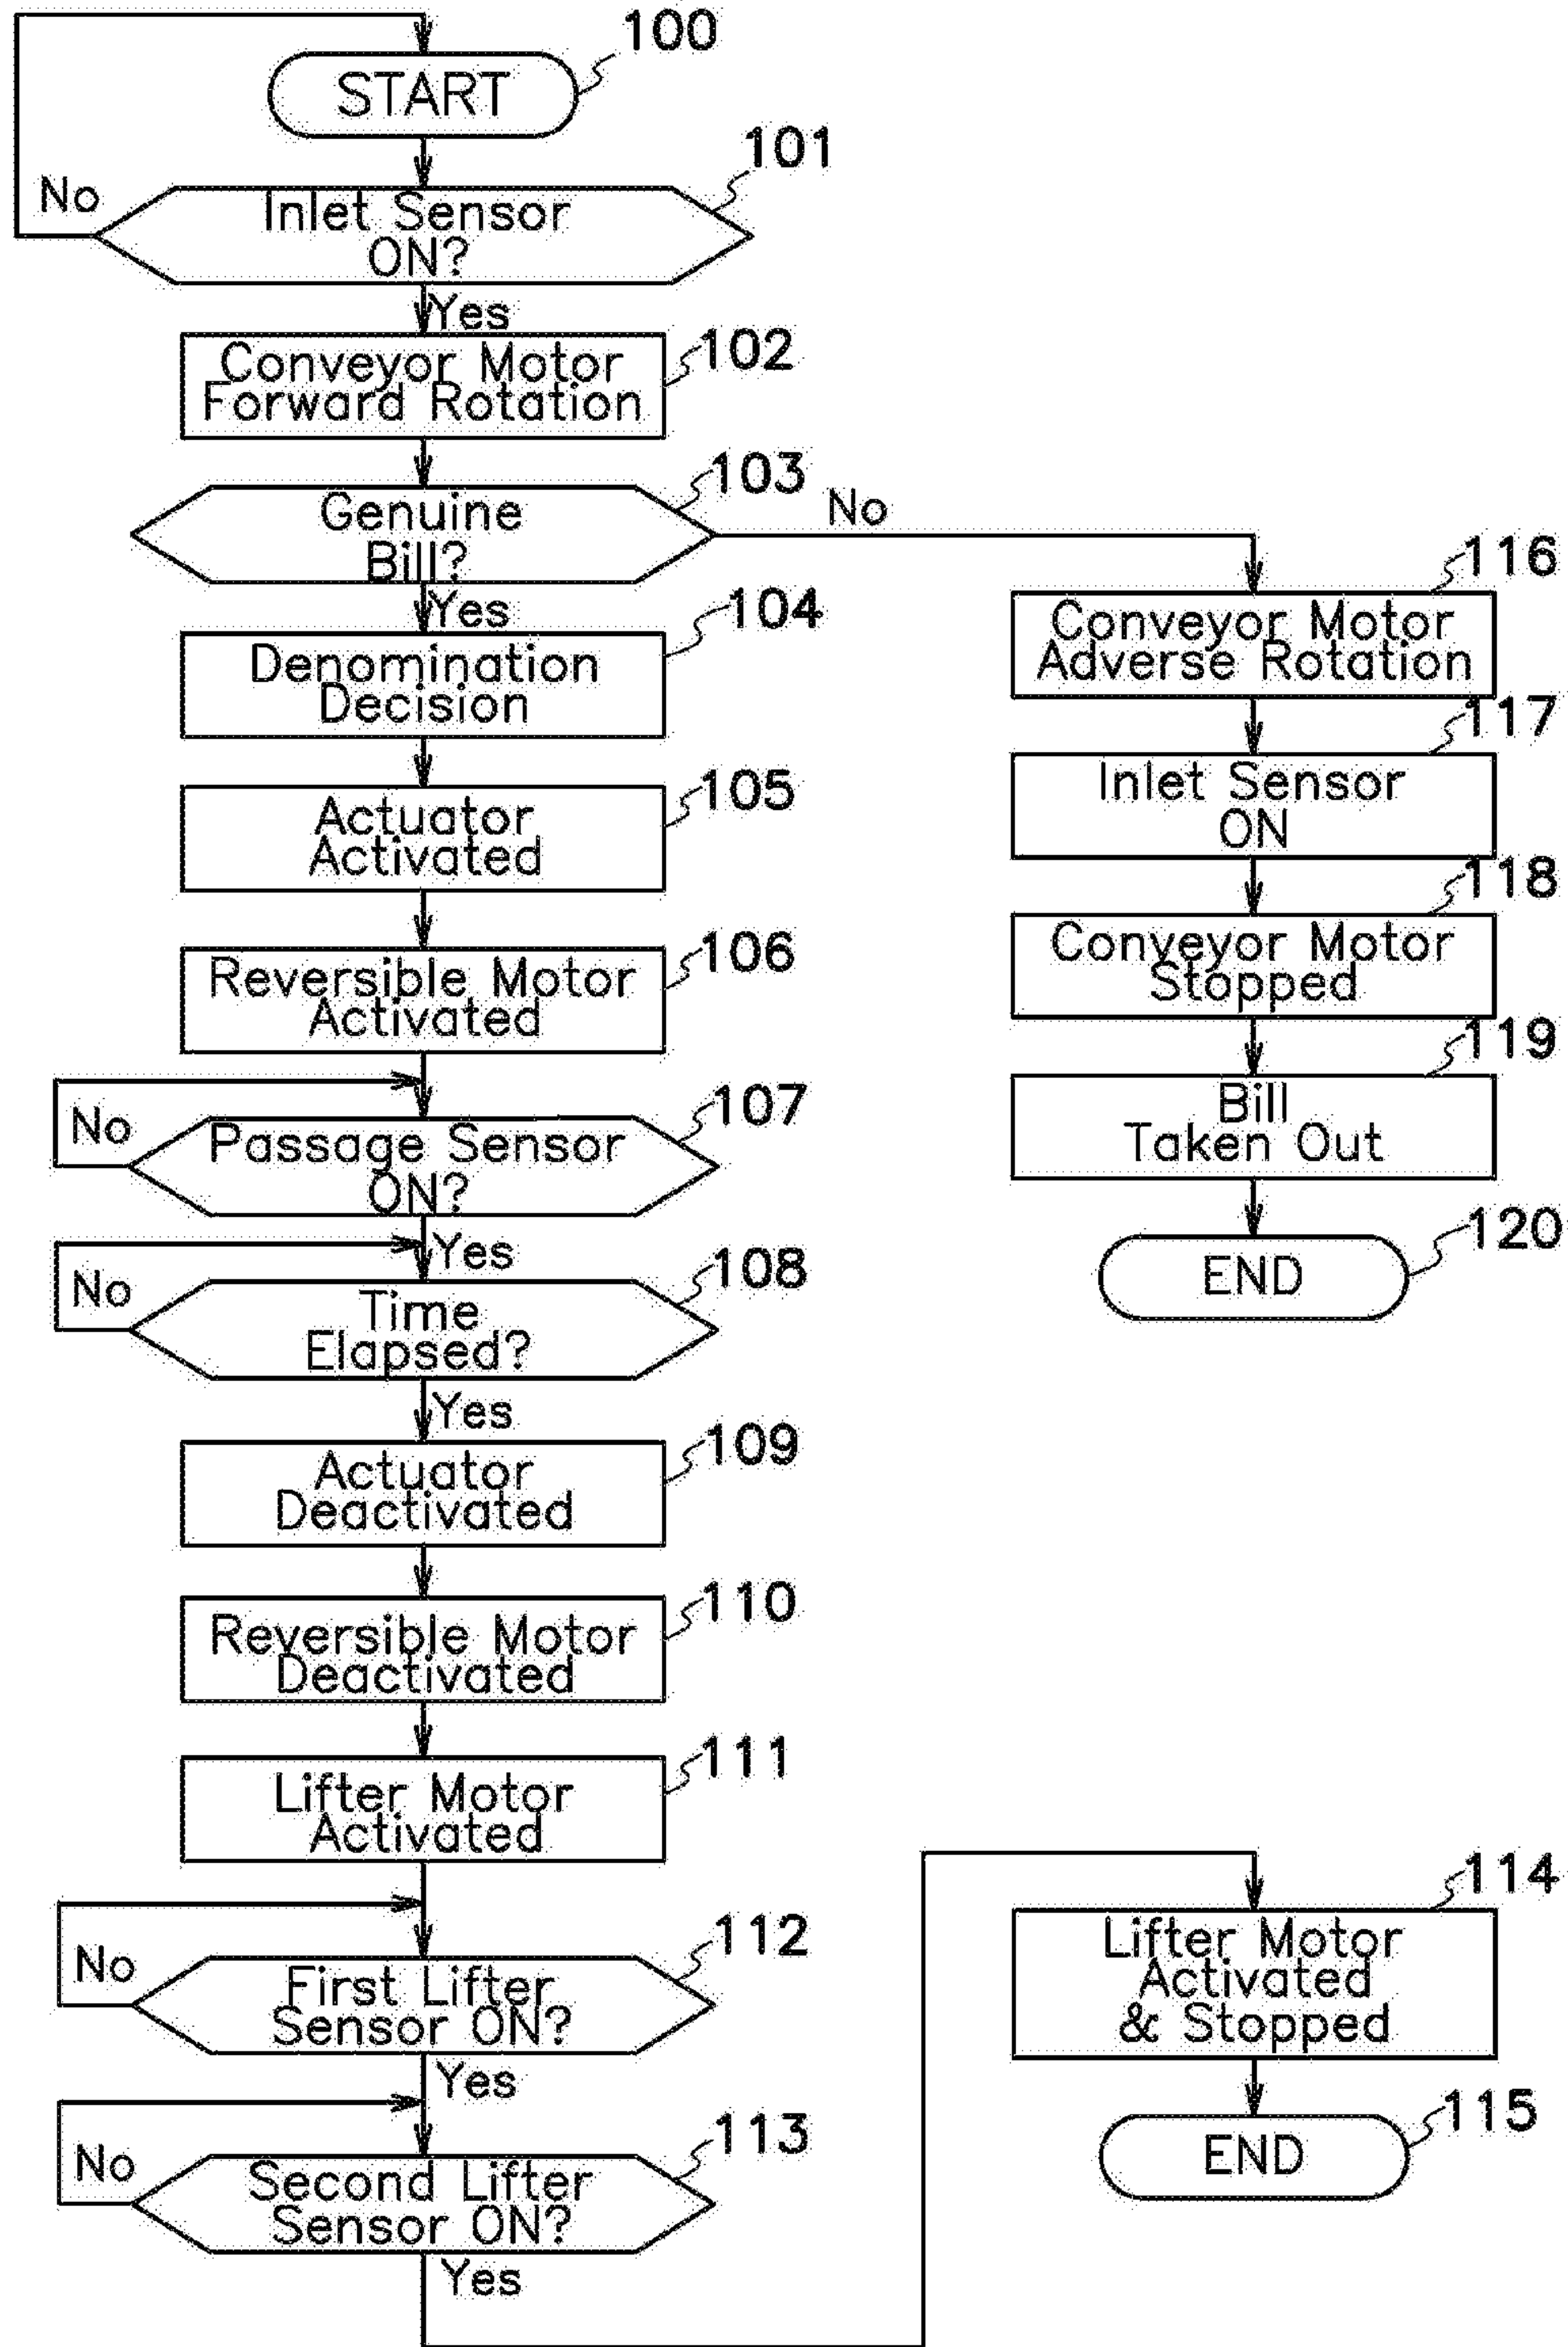 100
START
101
No
Inlet Sensor
ON?
Yes
102
Conveyor Motor
Forward Rotation
103
Genuine
Bill?
No
Yes
104
Denomination
Decision
105
Actuator
Activated
106
Reversible Motor
Activated
107
No
Passage Sensor
ON?
Yes
108
No
Time
Elapsed?
Yes
109
Actuator
Deactivated
110
Reversible Motor
Deactivated
111
Lifter Motor
Activated
112
No
First Lifter
Sensor ON?
Yes
113
No
Second Lifter
Sensor ON?
Yes
116
Conveyor Motor
Adverse Rotation
117
Inlet Sensor
ON
118
Conveyor Motor
Stopped
119
Bill
Taken Out
120
END
114
Lifter Motor
Activated
& Stopped
115
END